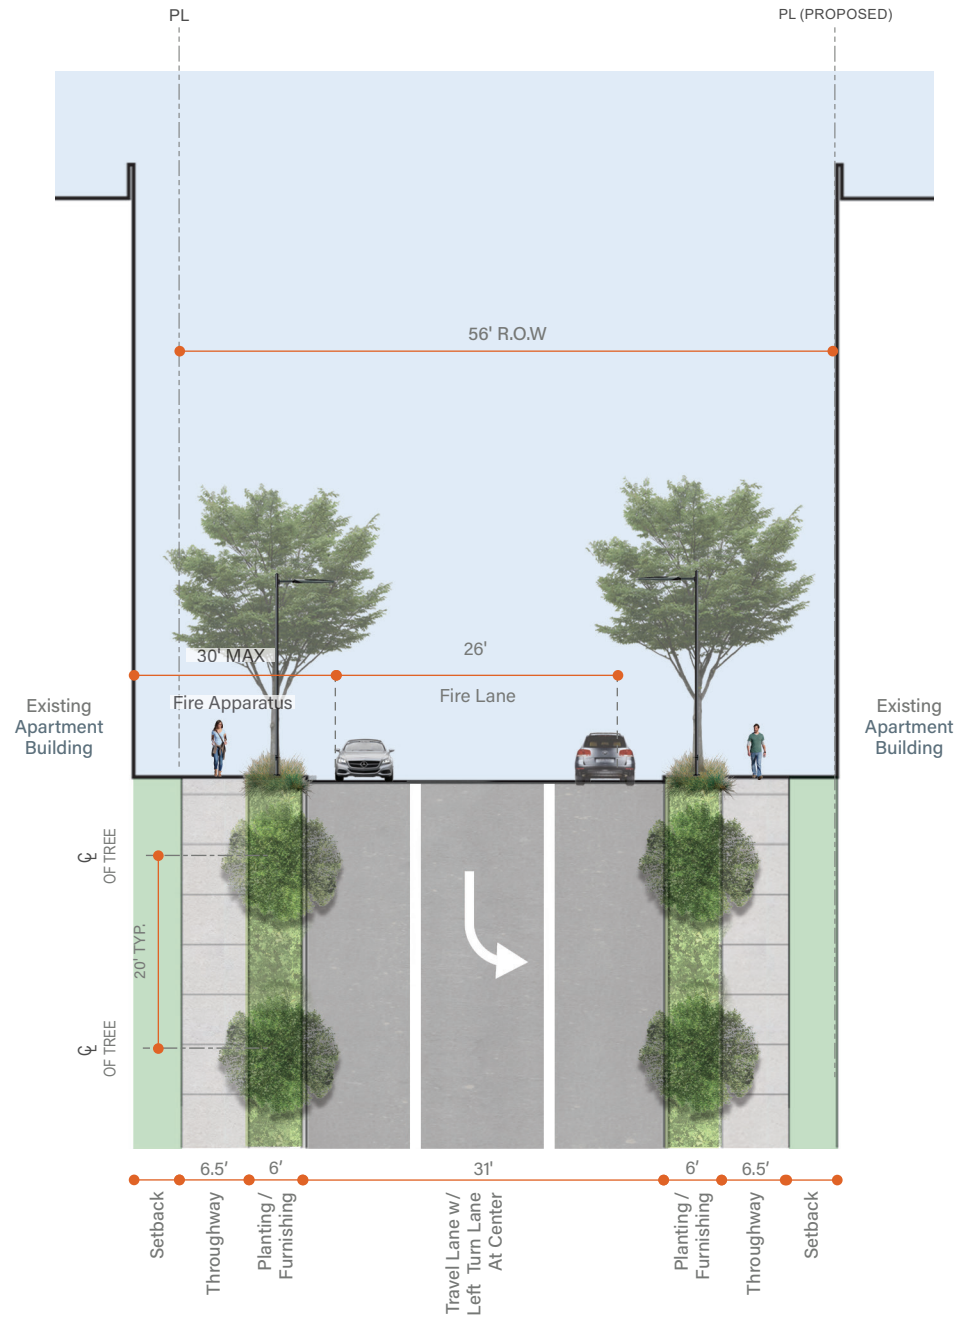 PL
PL (PROPOSED)
56' R.O.W
30' MAX
26'
Fire Apparatus
Fire Lane
Existing
Apartment
Building
Existing
Apartment
Building
℄
OF TREE
20' TYP.
℄
OF TREE
6.5'
6'
31'
6'
6.5'
Setback
Throughway
Planting /
Furnishing
Travel Lane w/
Left Turn Lane
At Center
Planting /
Furnishing
Throughway
Setback